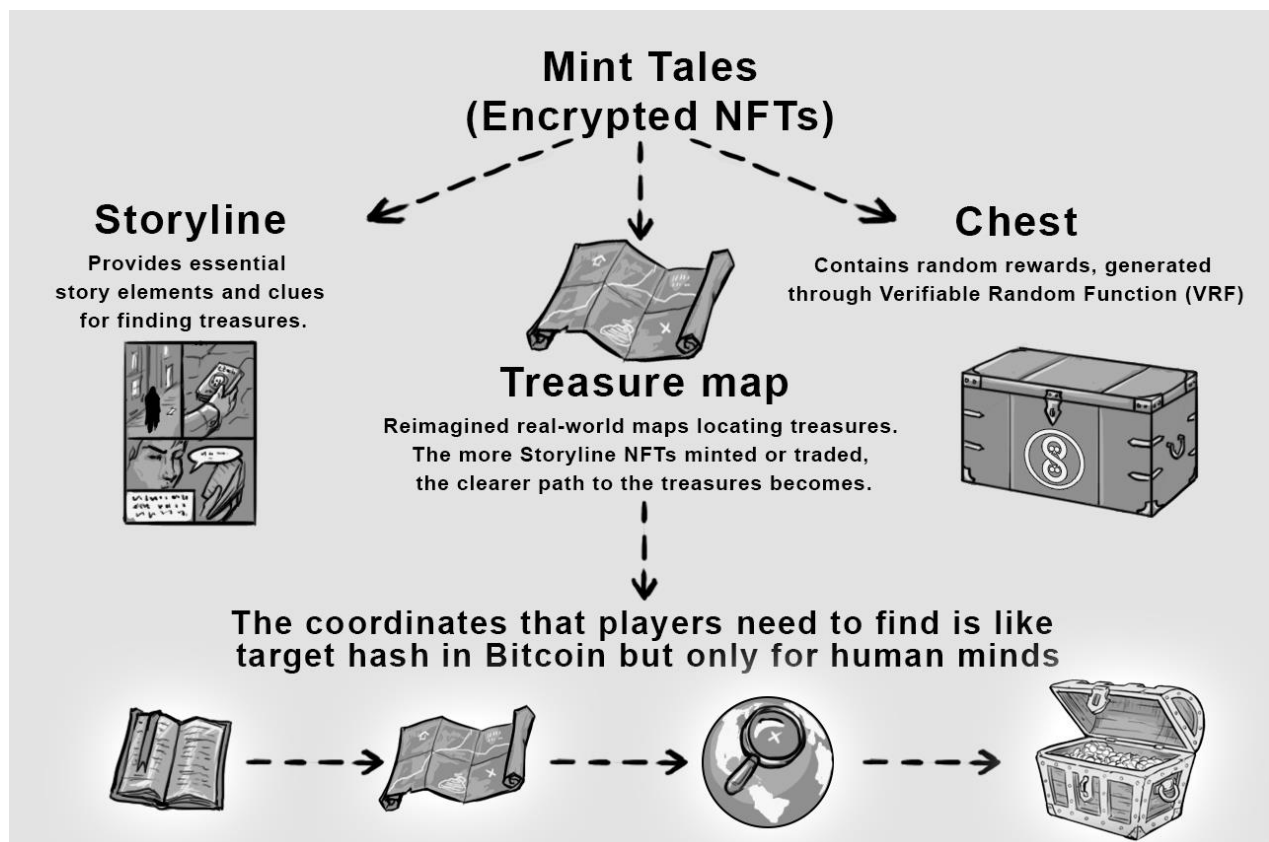 Mint Tales
(Encrypted NFTs)
Storyline
Provides essential
story elements and clues
for finding treasures.
Treasure map
Reimagined real-world maps locating treasures.
The more Storyline NFTs minted or traded,
the clearer path to the treasures becomes.
Chest
Contains random rewards, generated
through Verifiable Random Function (VRF)
The coordinates that players need to find is like
target hash in Bitcoin but only for human minds